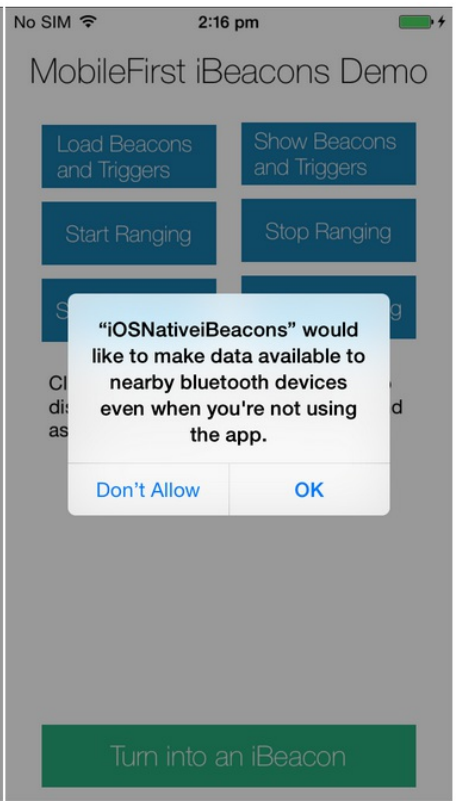 No SIM 2:16 pm
MobileFirst iBeacons Demo
Load Beacons
and Triggers
Show Beacons
and Triggers
Start Ranging
Stop Ranging
“iOSNativeiBeacons” would
like to make data available to
nearby bluetooth devices
even when you're not using
the app.
Don’t Allow
OK
Turn into an iBeacon